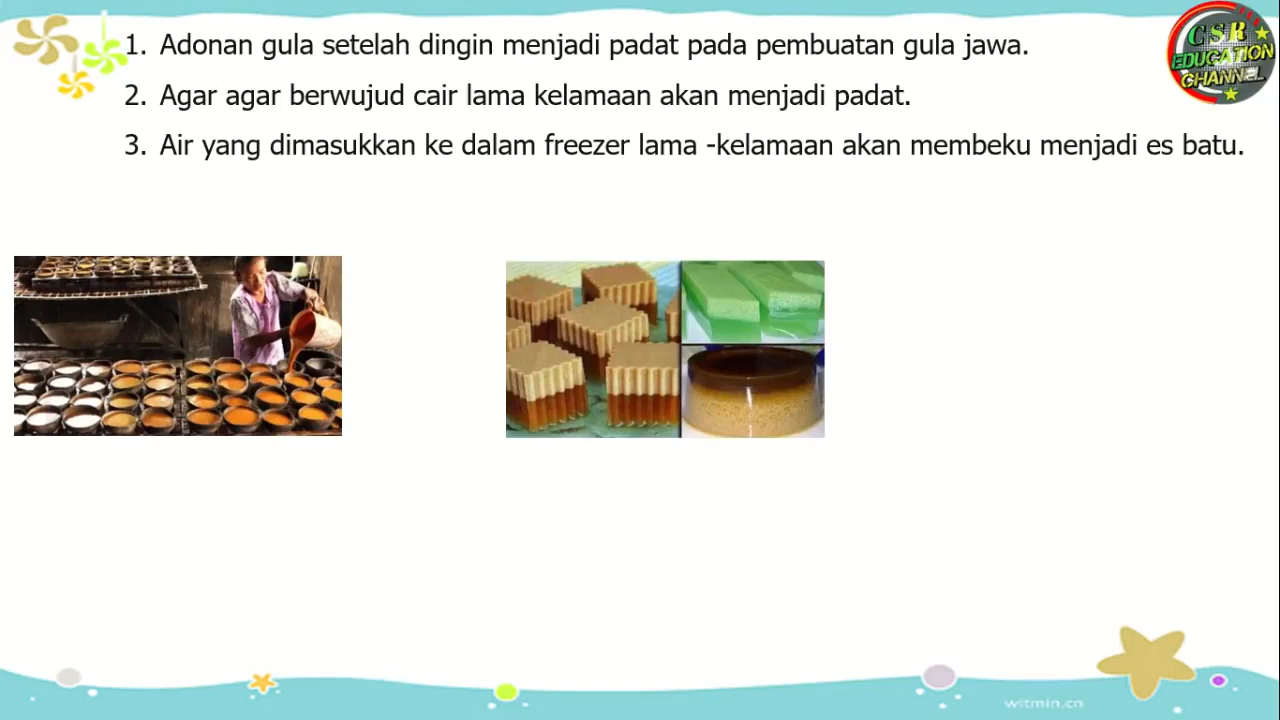 1. Adonan gula setelah dingin menjadi padat pada pembuatan gula jawa.
2. Agar agar berwujud cair lama kelamaan akan menjadi padat.
3. Air yang dimasukkan ke dalam freezer lama -kelamaan akan membeku menjadi es batu.
CSR
EDUCATION
CHANNEL
witmin.cn